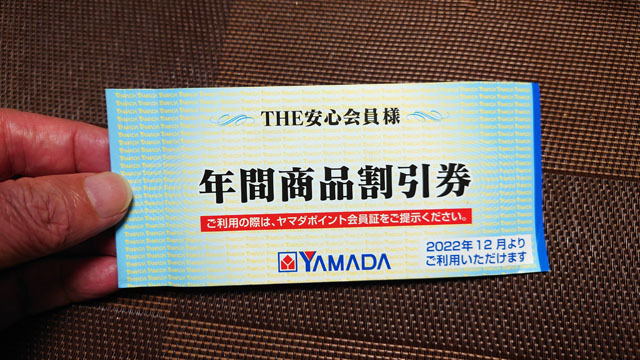 THE安心会員様
年間商品割引券
ご利用の際は、ヤマダポイント会員証をご提示ください。
YAMADA
2022年12月より
ご利用いただけます